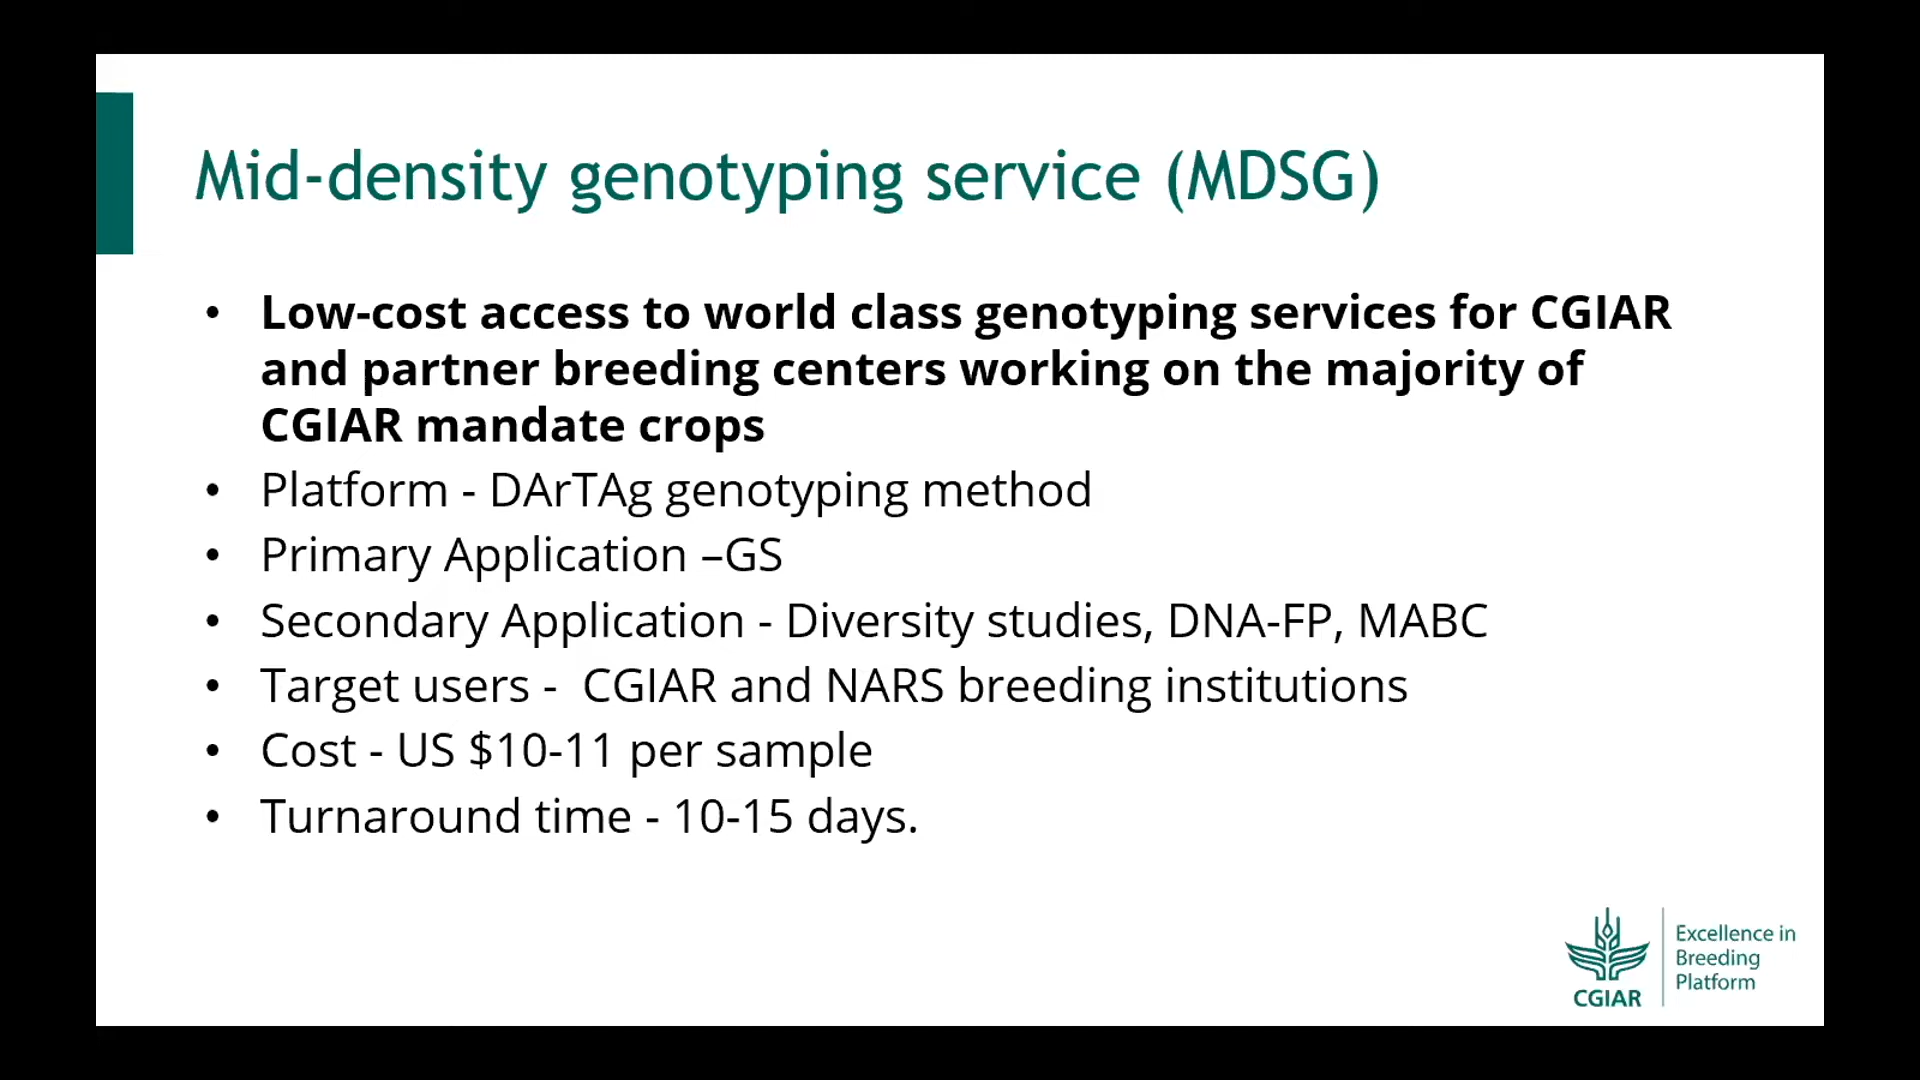 Mid-density genotyping service (MDSG)
• Low-cost access to world class genotyping services for CGIAR
and partner breeding centers working on the majority of
CGIAR mandate crops
• Platform - DArTAg genotyping method
• Primary Application –GS
• Secondary Application - Diversity studies, DNA-FP, MABC
• Target users -  CGIAR and NARS breeding institutions
• Cost - US $10-11 per sample
• Turnaround time - 10-15 days.
CGIAR
Excellence in
Breeding
Platform